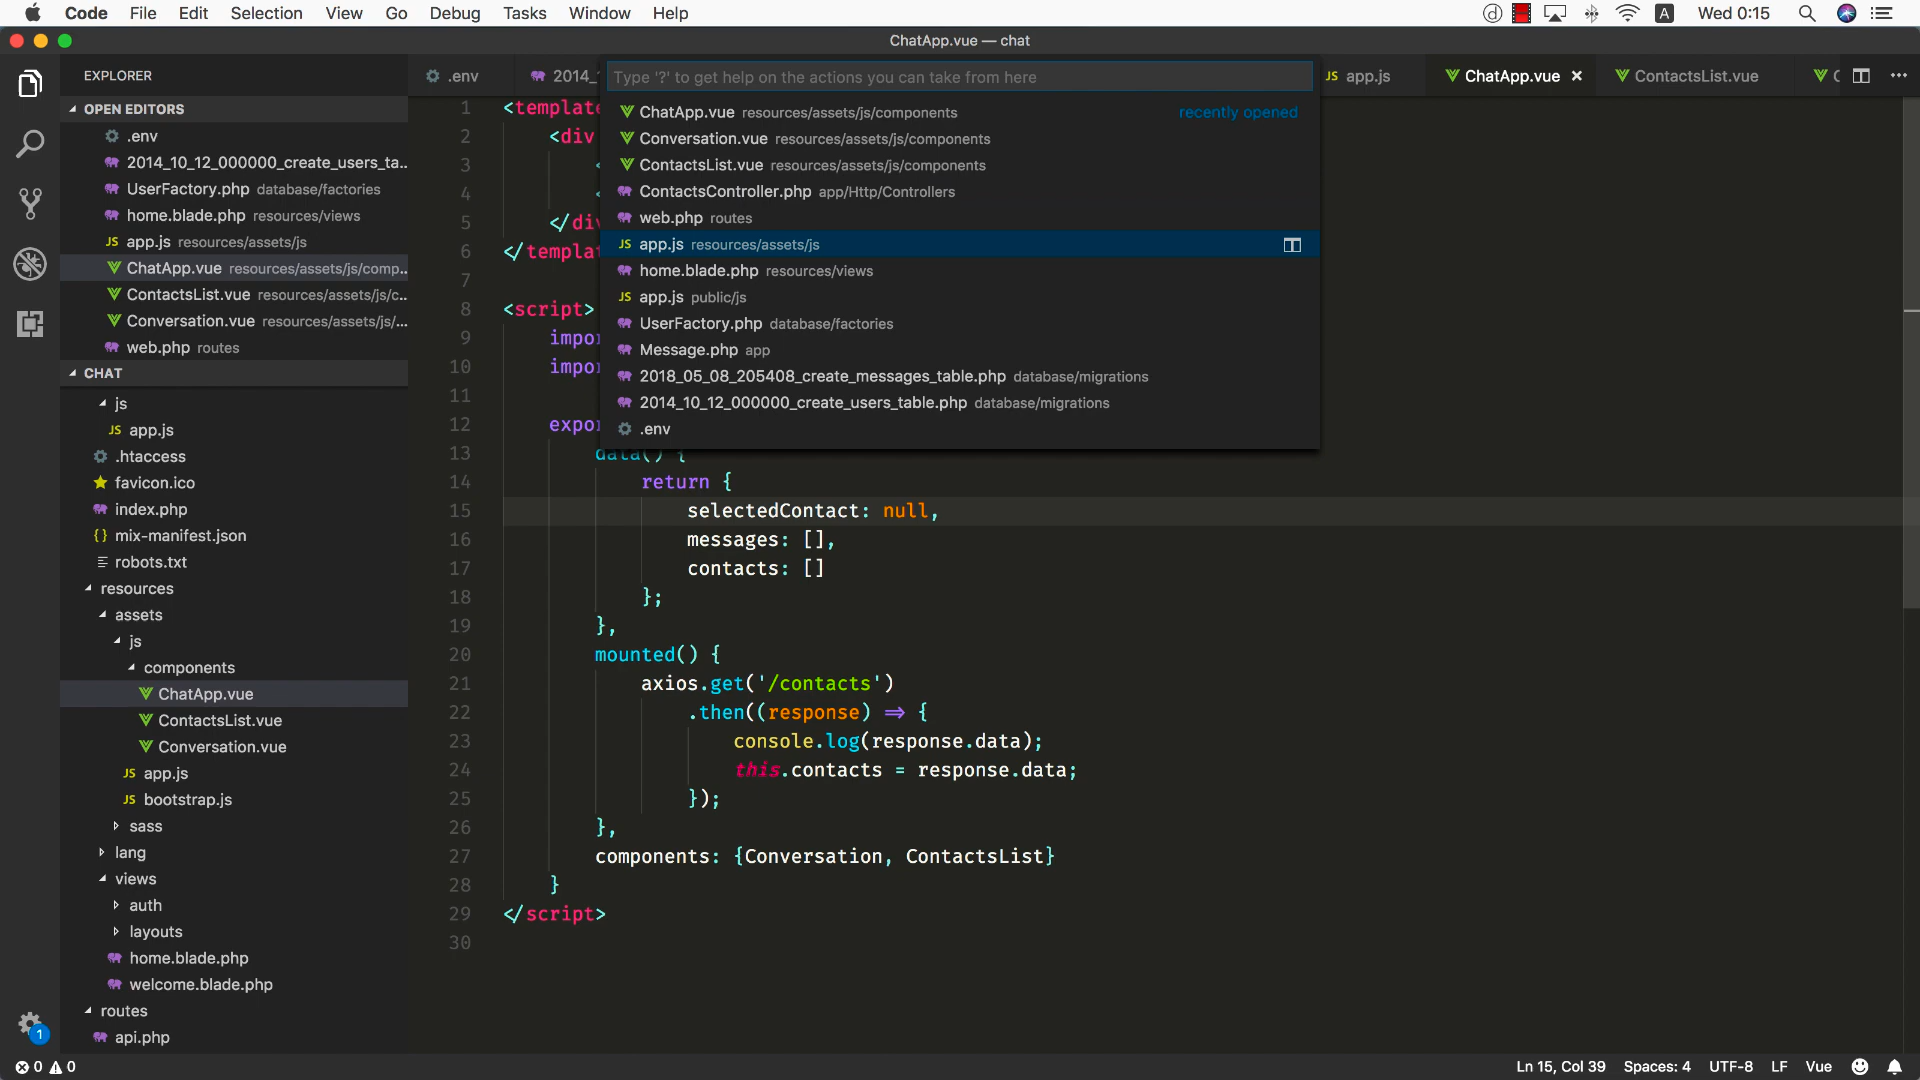 Code File Edit Selection View Go Debug Tasks Window Help
A Wed 0:15
ChatApp.vue — chat
EXPLORER
.env
2014_1
app.js
ChatApp.vue
ContactsList.vue
OPEN EDITORS
.env
2014_10_12_000000_create_users_ta...
UserFactory.php database/factories
home.blade.php resources/views
app.js resources/assets/js
ChatApp.vue resources/assets/js/comp...
ContactsList.vue resources/assets/js/c...
Conversation.vue resources/assets/js/...
web.php routes
CHAT
js
app.js
.htaccess
favicon.ico
index.php
mix-manifest.json
robots.txt
resources
assets
js
components
ChatApp.vue
ContactsList.vue
Conversation.vue
app.js
bootstrap.js
sass
lang
views
auth
layouts
home.blade.php
welcome.blade.php
routes
api.php
1
Type '?' to get help on the actions you can take from here
ChatApp.vue resources/assets/js/components recently opened
Conversation.vue resources/assets/js/components
ContactsList.vue resources/assets/js/components
ContactsController.php app/Http/Controllers
web.php routes
app.js resources/assets/js
home.blade.php resources/views
app.js public/js
UserFactory.php database/factories
Message.php app
2018_05_08_205408_create_messages_table.php database/migrations
2014_10_12_000000_create_users_table.php database/migrations
.env
1 <template
2 <div
3 <
4 <
5 </div
6 </templat
7
8 <script>
9 impor
10 impor
11
12 expor
13 data() {
14 return {
15 selectedContact: null,
16 messages: [],
17 contacts: []
18 };
19 },
20 mounted() {
21 axios.get('/contacts')
22 .then((response) => {
23 console.log(response.data);
24 this.contacts = response.data;
25 });
26 },
27 components: {Conversation, ContactsList}
28 }
29 </script>
30
0 0
Ln 15, Col 39 Spaces: 4 UTF-8 LF Vue